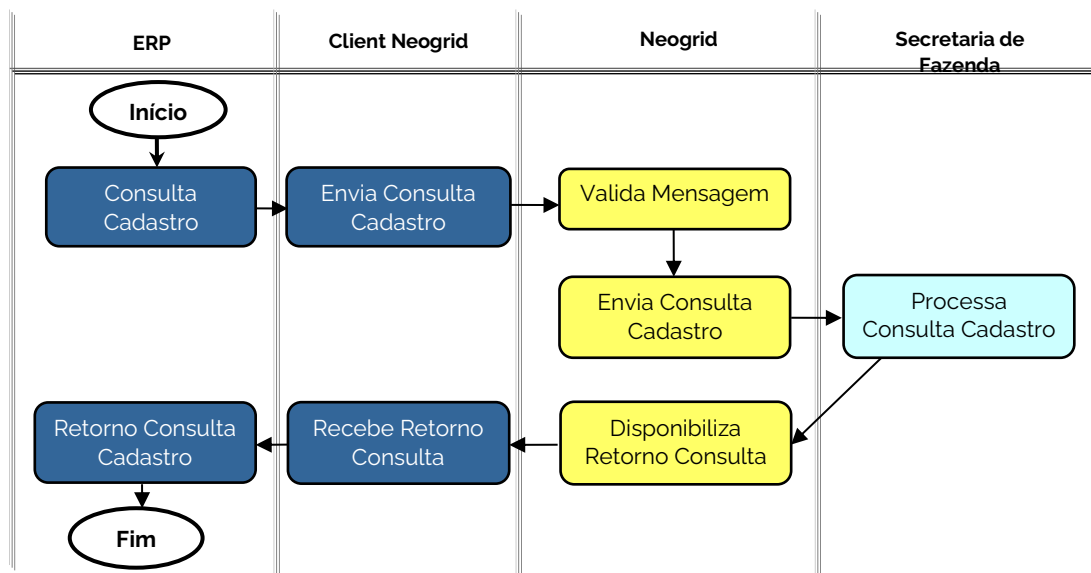 ERP
Client Neogrid
Neogrid
Secretaria de
Fazenda
Início
Consulta
Cadastro
Envia Consulta
Cadastro
Valida Mensagem
Envia Consulta
Cadastro
Processa
Consulta Cadastro
Retorno Consulta
Cadastro
Recebe Retorno
Consulta
Disponibiliza
Retorno Consulta
Fim